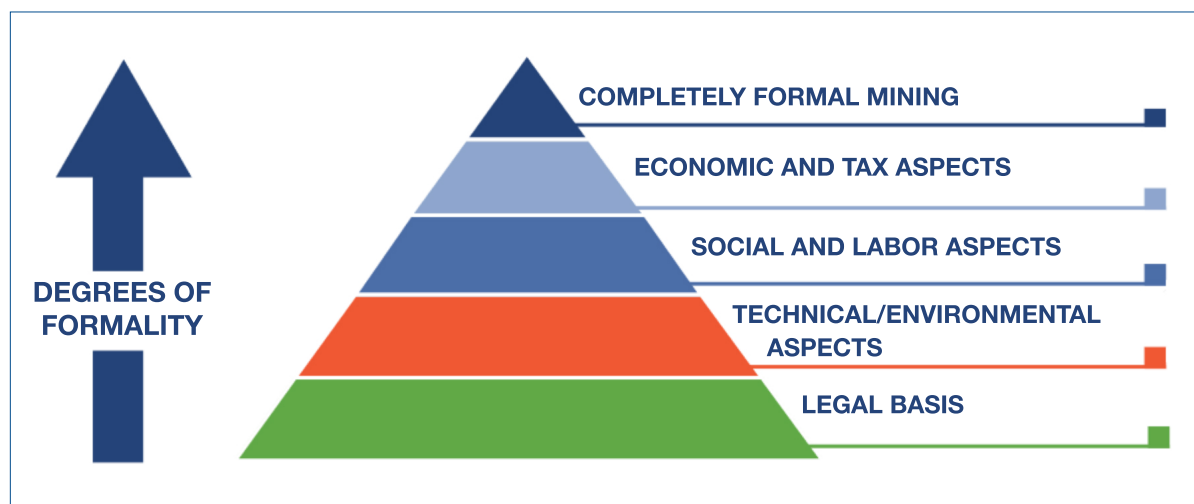 COMPLETELY FORMAL MINING
ECONOMIC AND TAX ASPECTS
SOCIAL AND LABOR ASPECTS
DEGREES OF
FORMALITY
TECHNICAL/ENVIRONMENTAL
ASPECTS
LEGAL BASIS